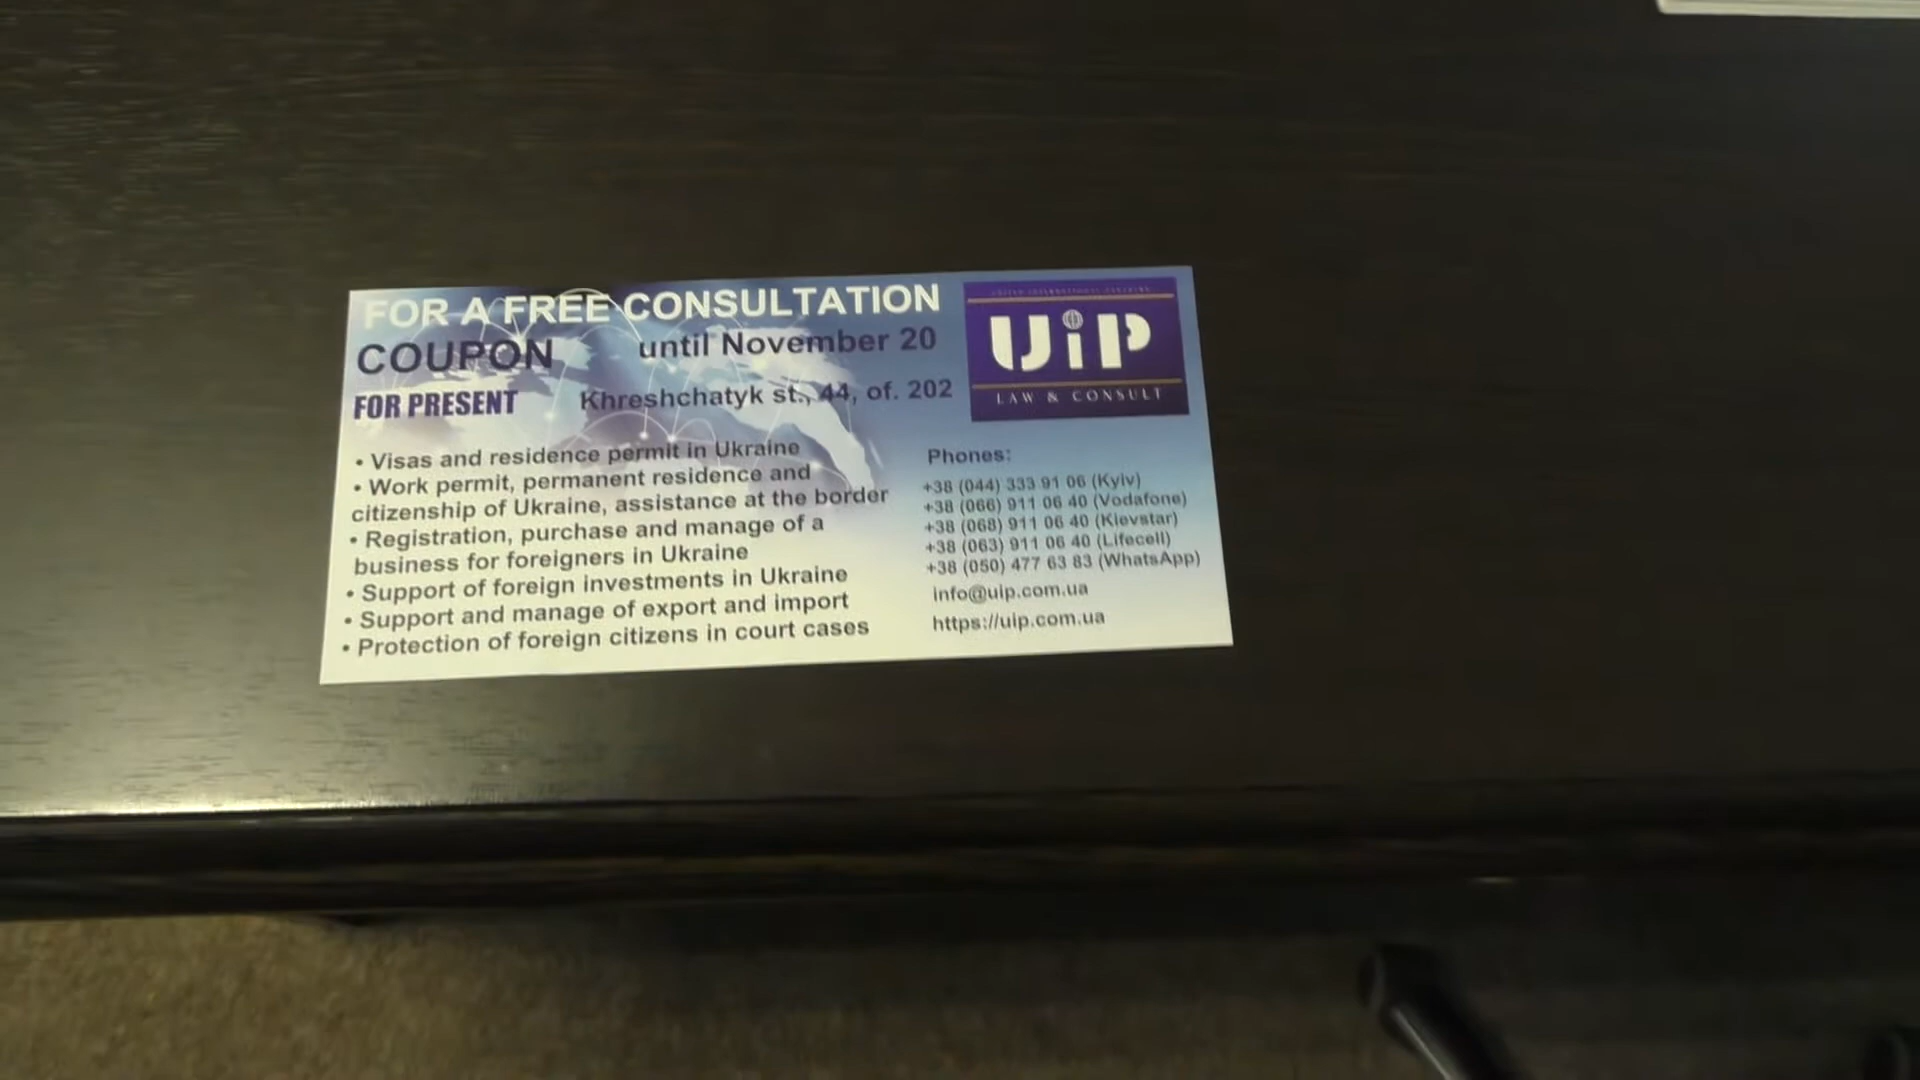 FOR A FREE CONSULTATION
COUPON until November 20
FOR PRESENT Khreshchatyk st., 44, of. 202
UiP
LAW & CONSULT
• Visas and residence permit in Ukraine
• Work permit, permanent residence and
citizenship of Ukraine, assistance at the border
• Registration, purchase and manage of a
business for foreigners in Ukraine
• Support of foreign investments in Ukraine
• Support and manage of export and import
• Protection of foreign citizens in court cases
Phones:
+38 (044) 333 91 06 (Kyiv)
+38 (066) 911 06 40 (Vodafone)
+38 (068) 911 06 40 (Kievstar)
+38 (063) 911 06 40 (Lifecell)
+38 (050) 477 63 83 (WhatsApp)
info@uip.com.ua
https://uip.com.ua